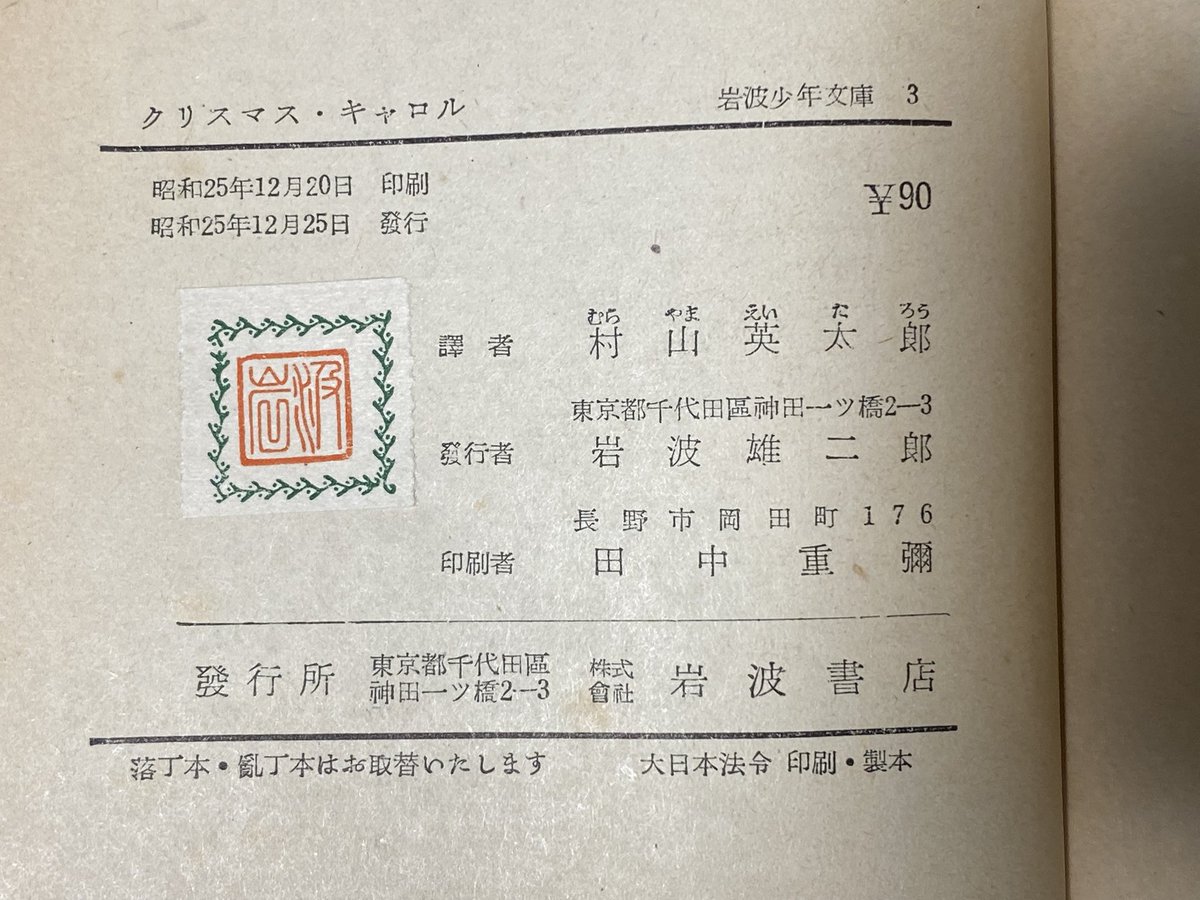 クリスマス・キャロル 岩波少年文庫 3
昭和25年12月20日 印刷
昭和25年12月25日 發行
¥90
岩波
むら やま えい た ろう
譯者 村山英太郎
東京都千代田區神田一ツ橋2―3
發行者 岩波雄二郎
長野市岡田町176
印刷者 田中重彌
發行所 東京都千代田區神田一ツ橋2―3 株式會社 岩波書店
落丁本・亂丁本はお取替いたします 大日本法令 印刷・製本